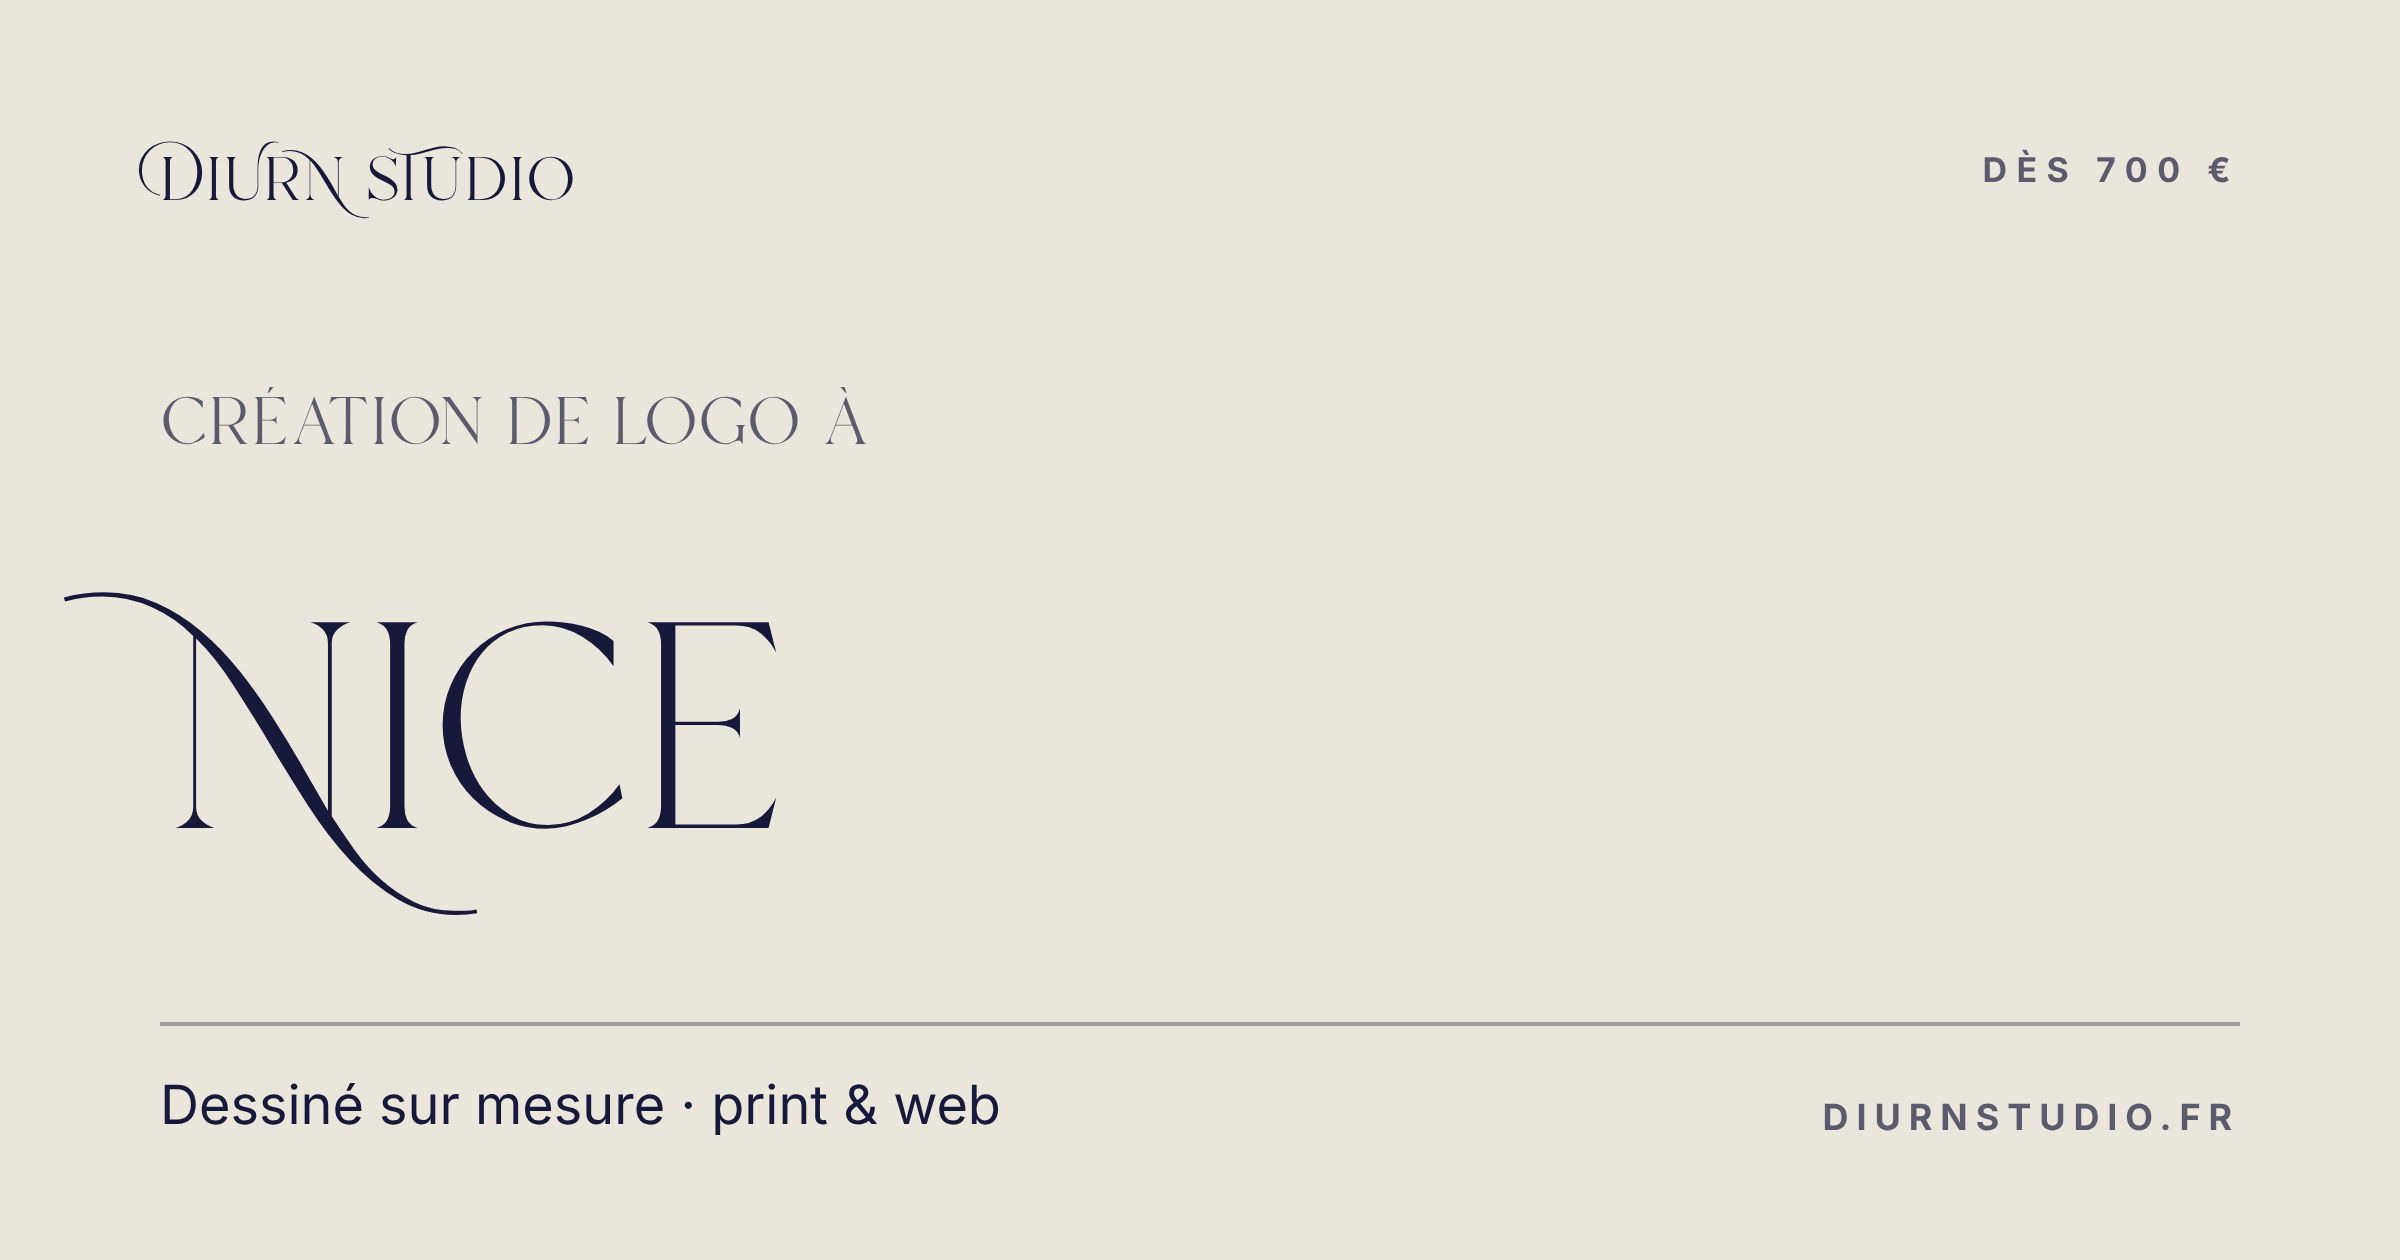 DIURN STUDIO
DÈS 700 €
CRÉATION DE LOGO À
NICE
Dessiné sur mesure · print & web
DIURNSTUDIO.FR